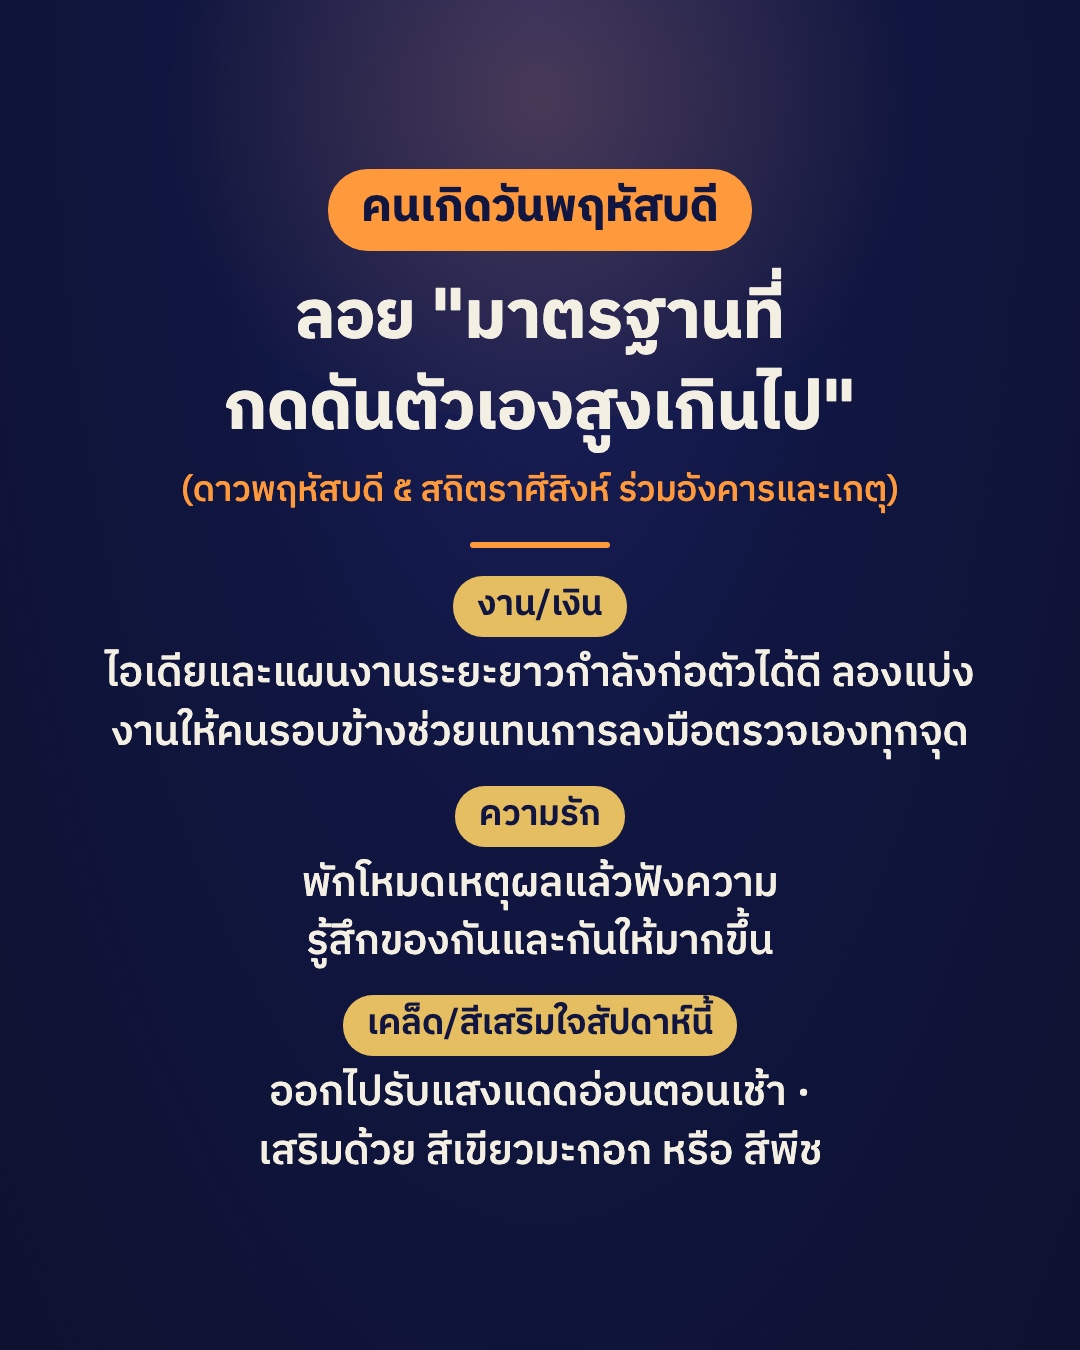 คนเกิดวันพฤหัสบดี
ลอย "มาตรฐานที่
กดดันตัวเองสูงเกินไป"
(ดาวพฤหัสบดี ๕ สถิตราศีสิงห์ ร่วมอังคารและเกตุ)
งาน/เงิน
ไอเดียและแผนงานระยะยาวกำลังก่อตัวได้ดี ลองแบ่ง
งานให้คนรอบข้างช่วยแทนการลงมือตรวจเองทุกจุด
ความรัก
พักโหมดเหตุผลแล้วฟังความ
รู้สึกของกันและกันให้มากขึ้น
เคล็ด/สีเสริมใจสัปดาห์นี้
ออกไปรับแสงแดดอ่อนตอนเช้า ·
เสริมด้วย สีเขียวมะกอก หรือ สีพีช